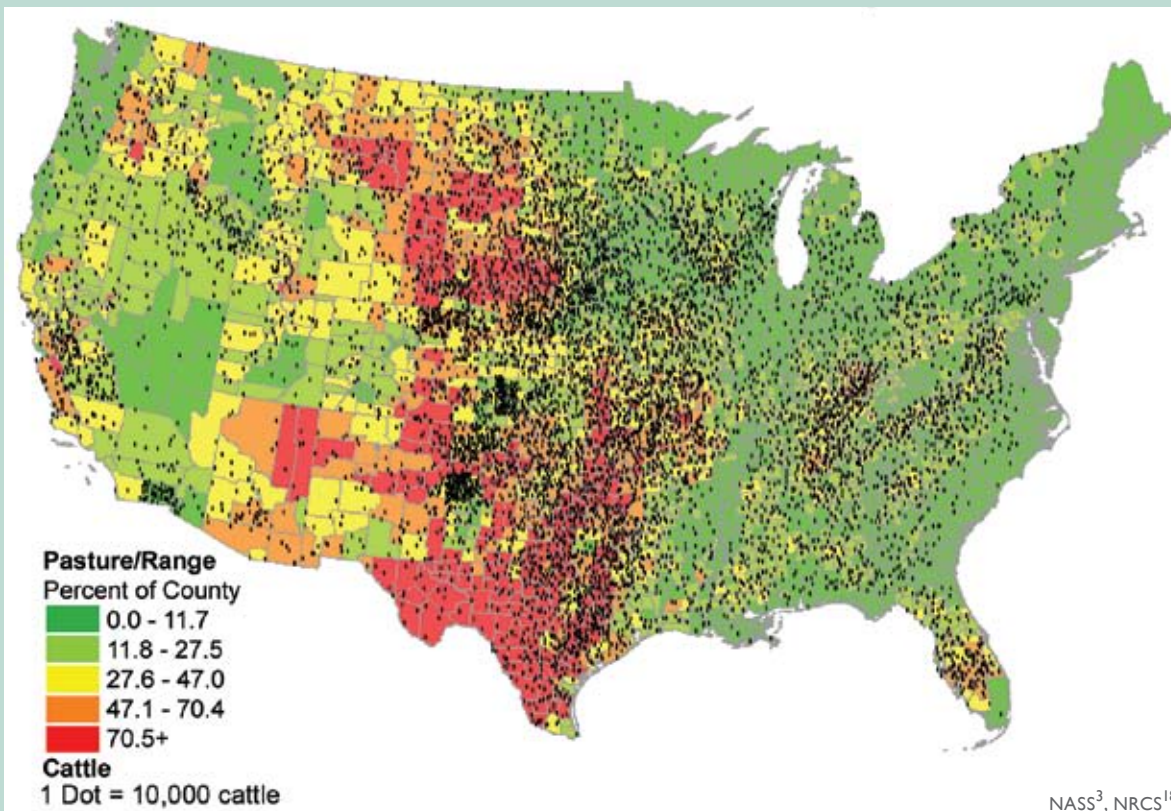 Pasture/Range
Percent of County
0.0 - 11.7
11.8 - 27.5
27.6 - 47.0
47.1 - 70.4
70.5+
Cattle
1 Dot = 10,000 cattle
NASS³, NRCS¹⁸